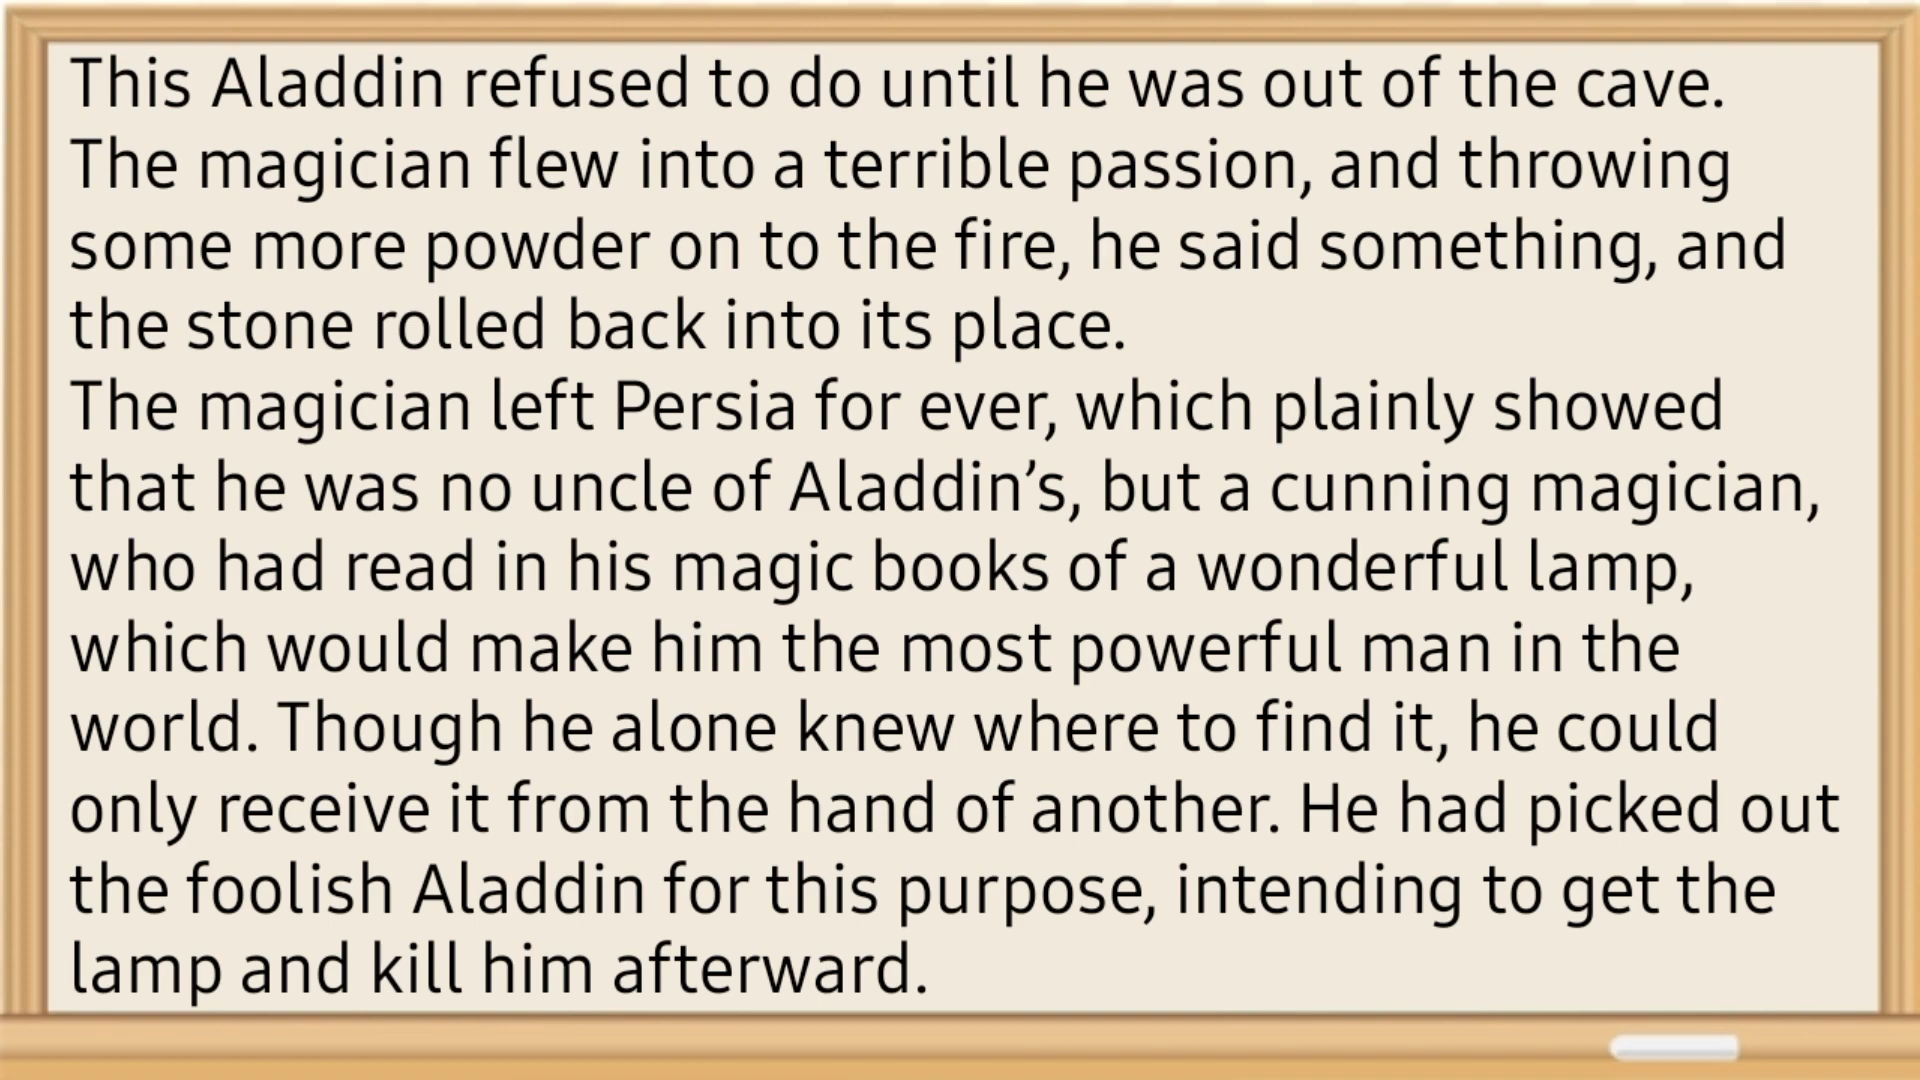 This Aladdin refused to do until he was out of the cave.
The magician flew into a terrible passion, and throwing
some more powder on to the fire, he said something, and
the stone rolled back into its place.
The magician left Persia for ever, which plainly showed
that he was no uncle of Aladdin’s, but a cunning magician,
who had read in his magic books of a wonderful lamp,
which would make him the most powerful man in the
world. Though he alone knew where to find it, he could
only receive it from the hand of another. He had picked out
the foolish Aladdin for this purpose, intending to get the
lamp and kill him afterward.